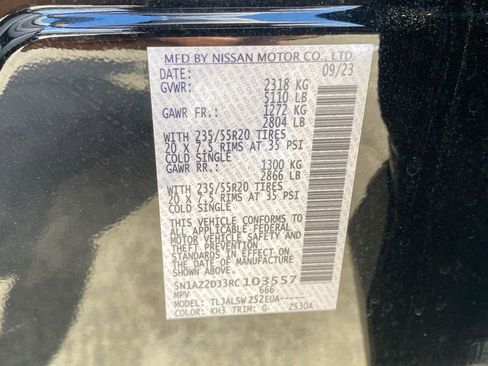 MFD BY NISSAN MOTOR CO., LTD.
DATE: 09/23
GVWR: 2318 KG
5110 LB
GAWR FR.: 1272 KG
2804 LB
WITH 235/55R20 TIRES
20 X 7.5 RIMS AT 35 PSI
COLD SINGLE
GAWR RR.: 1300 KG
2866 LB
WITH 235/55R20 TIRES
20 X 7.5 RIMS AT 35 PSI
COLD SINGLE
THIS VEHICLE CONFORMS TO
ALL APPLICABLE FEDERAL
MOTOR VEHICLE SAFETY AND
THEFT PREVENTION
STANDARDS IN EFFECT ON
THE DATE OF MANUFACTURE
SHOWN ABOVE.
5N1AZ2DJ3RC103557
MPV 666
MODEL: TLJALSWZ52EUA-----
COLOR: KH3 TRIM: G ZS30A